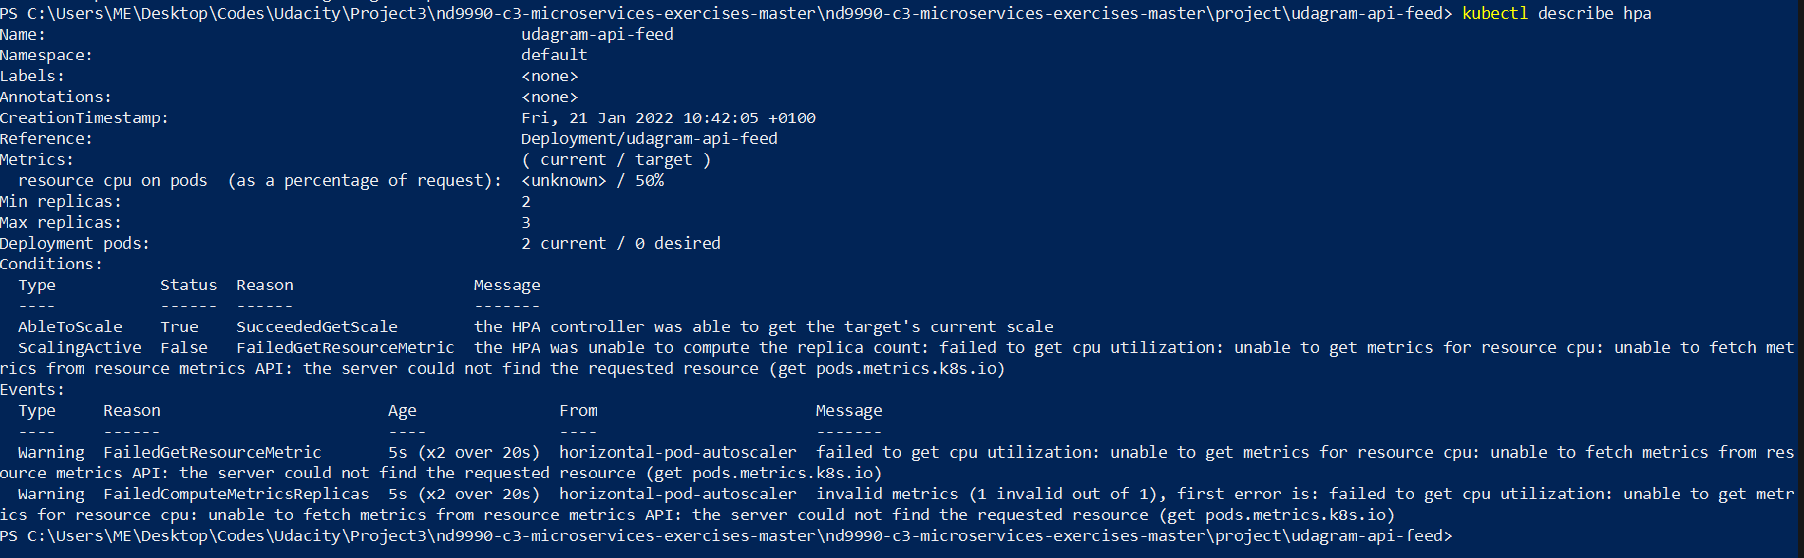 PS C:\Users\ME\Desktop\Codes\Udacity\Project3\nd9990-c3-microservices-exercises-master\nd9990-c3-microservices-exercises-master\project\udagram-api-feed> kubectl describe hpa
Name:                                                  udagram-api-feed
Namespace:                                             default
Labels:                                                <none>
Annotations:                                           <none>
CreationTimestamp:                                     Fri, 21 Jan 2022 10:42:05 +0100
Reference:                                             Deployment/udagram-api-feed
Metrics:                                               ( current / target )
  resource cpu on pods  (as a percentage of request):  <unknown> / 50%
Min replicas:                                          2
Max replicas:                                          3
Deployment pods:                                       2 current / 0 desired
Conditions:
  Type           Status  Reason                   Message
  ----           ------  ------                   -------
  AbleToScale    True    SucceededGetScale        the HPA controller was able to get the target's current scale
  ScalingActive  False   FailedGetResourceMetric  the HPA was unable to compute the replica count: failed to get cpu utilization: unable to get metrics for resource cpu: unable to fetch met
rics from resource metrics API: the server could not find the requested resource (get pods.metrics.k8s.io)
Events:
  Type     Reason                        Age               From                       Message
  ----     ------                        ----              ----                       -------
  Warning  FailedGetResourceMetric       5s (x2 over 20s)  horizontal-pod-autoscaler  failed to get cpu utilization: unable to get metrics for resource cpu: unable to fetch metrics from res
ource metrics API: the server could not find the requested resource (get pods.metrics.k8s.io)
  Warning  FailedComputeMetricsReplicas  5s (x2 over 20s)  horizontal-pod-autoscaler  invalid metrics (1 invalid out of 1), first error is: failed to get cpu utilization: unable to get metr
ics for resource cpu: unable to fetch metrics from resource metrics API: the server could not find the requested resource (get pods.metrics.k8s.io)
PS C:\Users\ME\Desktop\Codes\Udacity\Project3\nd9990-c3-microservices-exercises-master\nd9990-c3-microservices-exercises-master\project\udagram-api-feed>